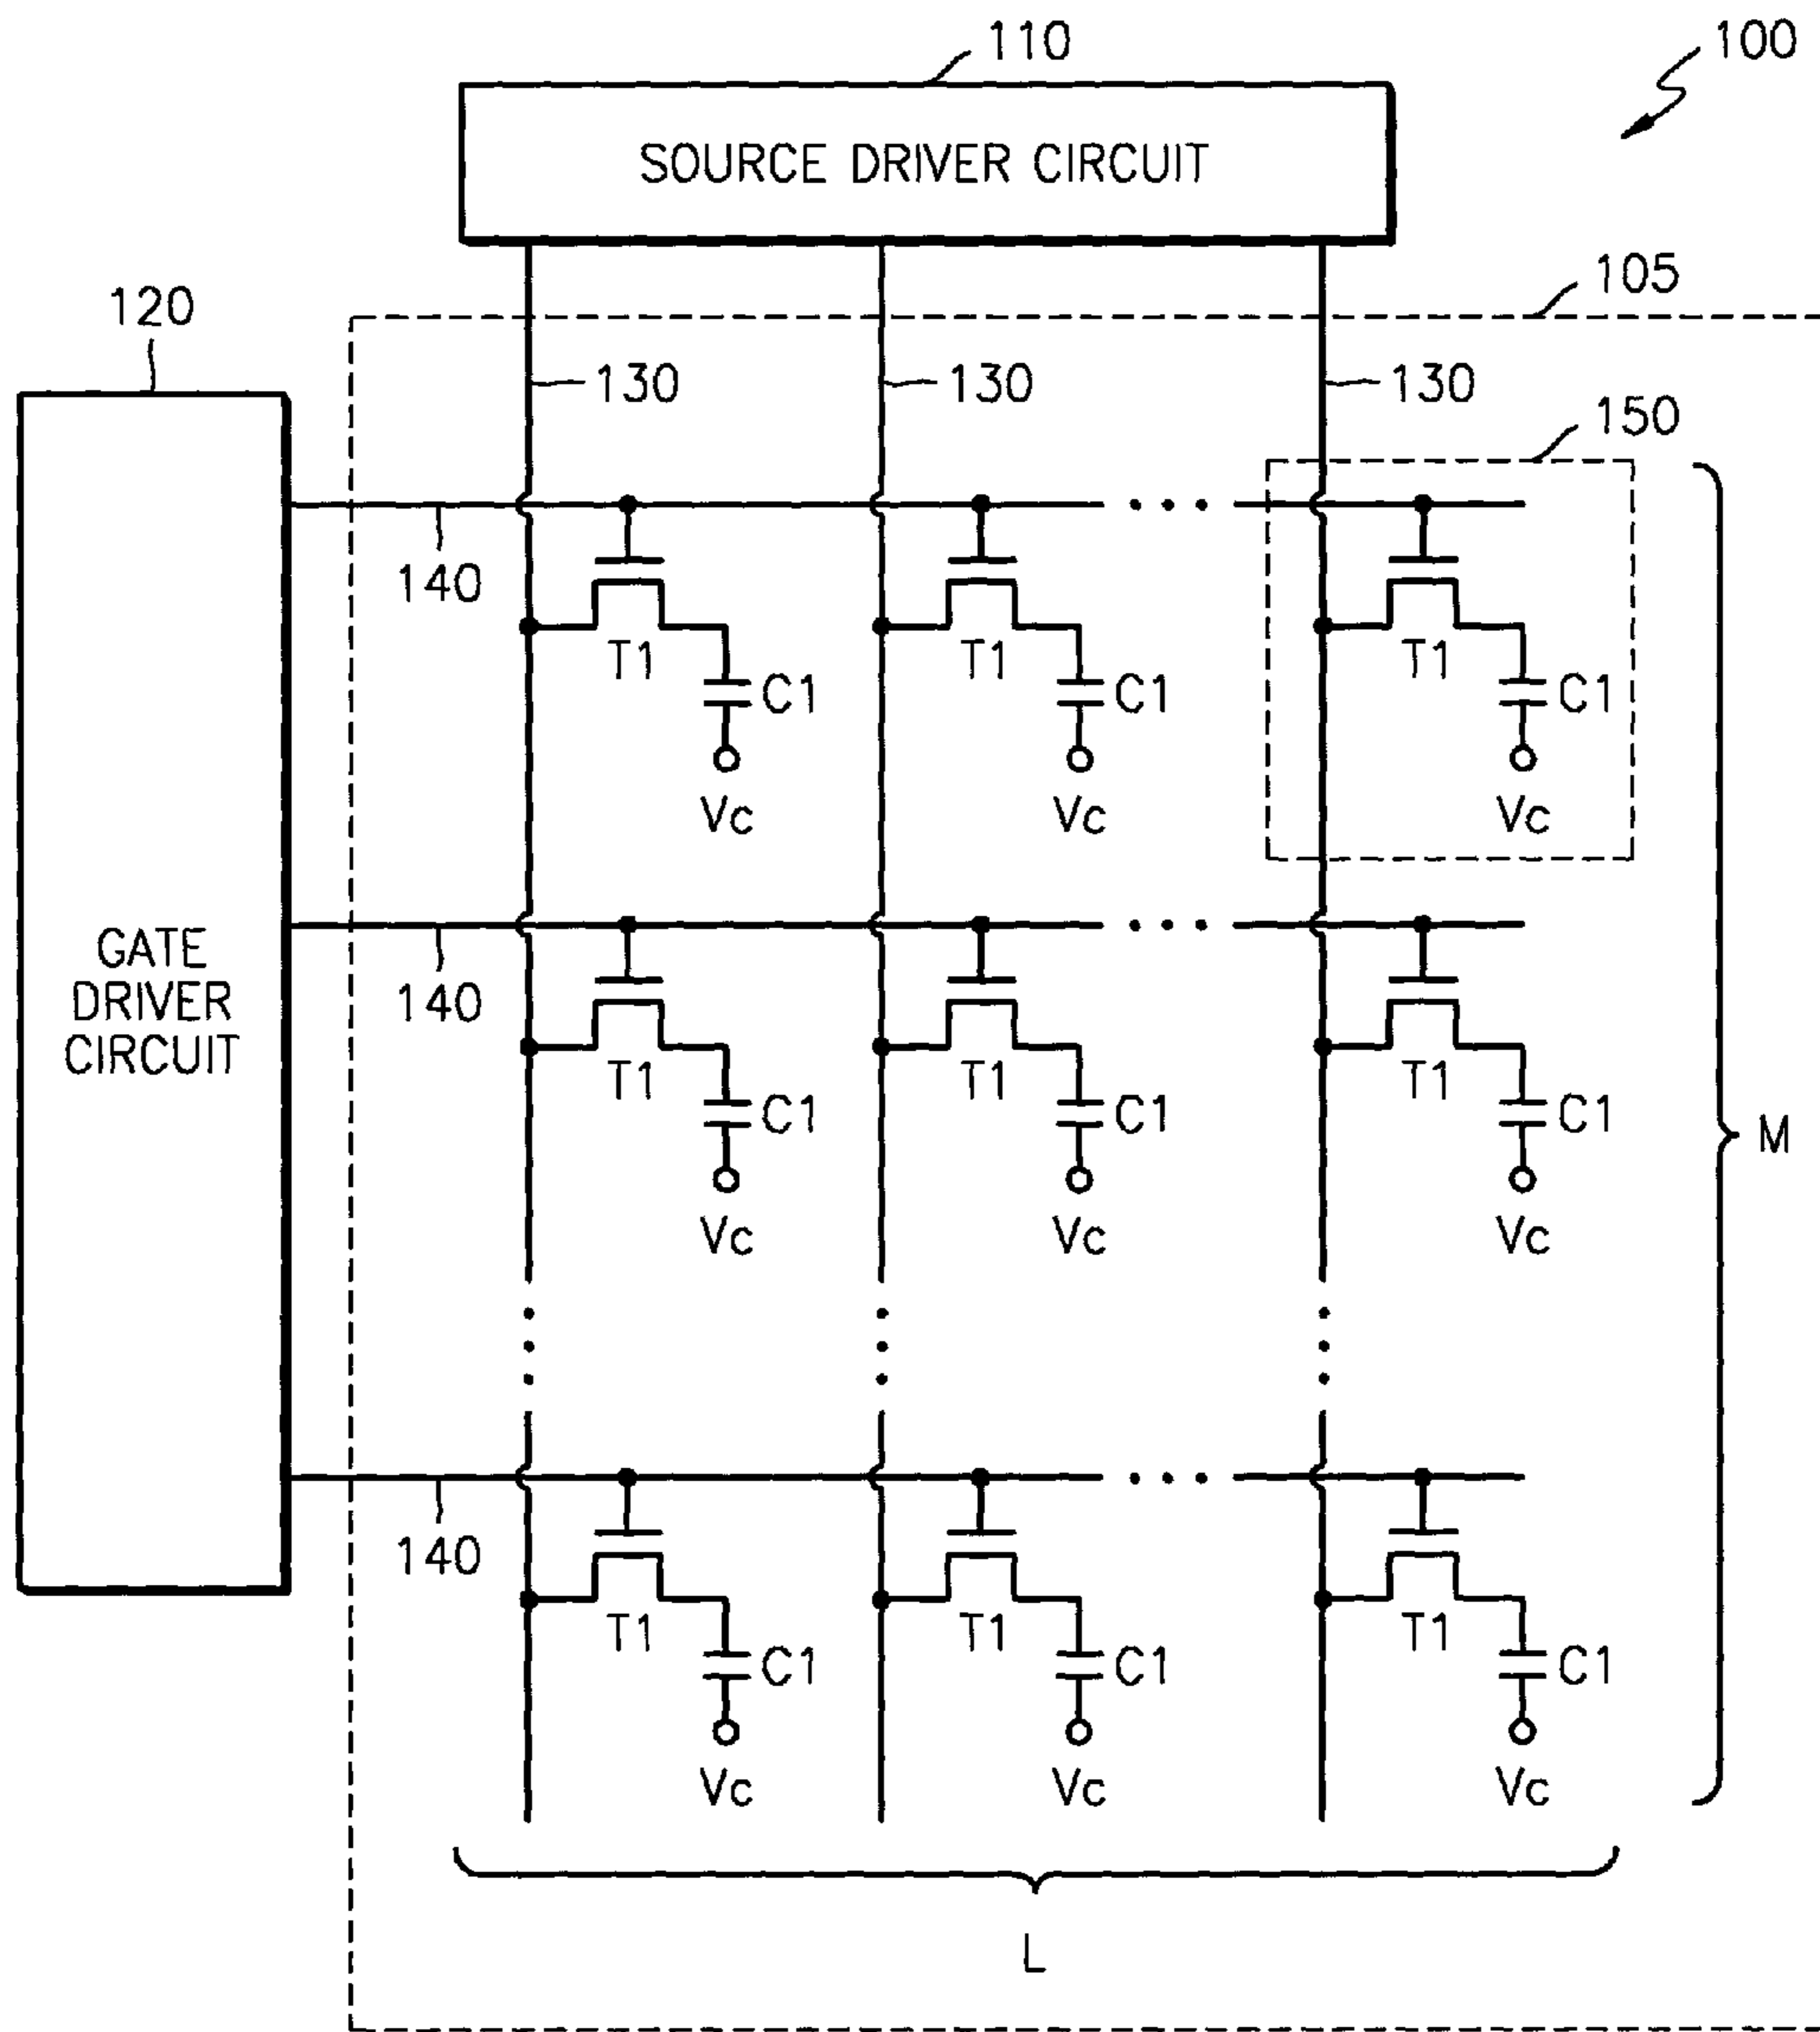 110
100
SOURCE DRIVER CIRCUIT
105
120
130 130 130
150
140
T1 T1 T1
C1 C1 C1
Vc Vc Vc
GATE
DRIVER
CIRCUIT
140
T1 T1 T1
C1 C1 C1
M
Vc Vc Vc
140
T1 T1 T1
C1 C1 C1
Vc Vc Vc
L